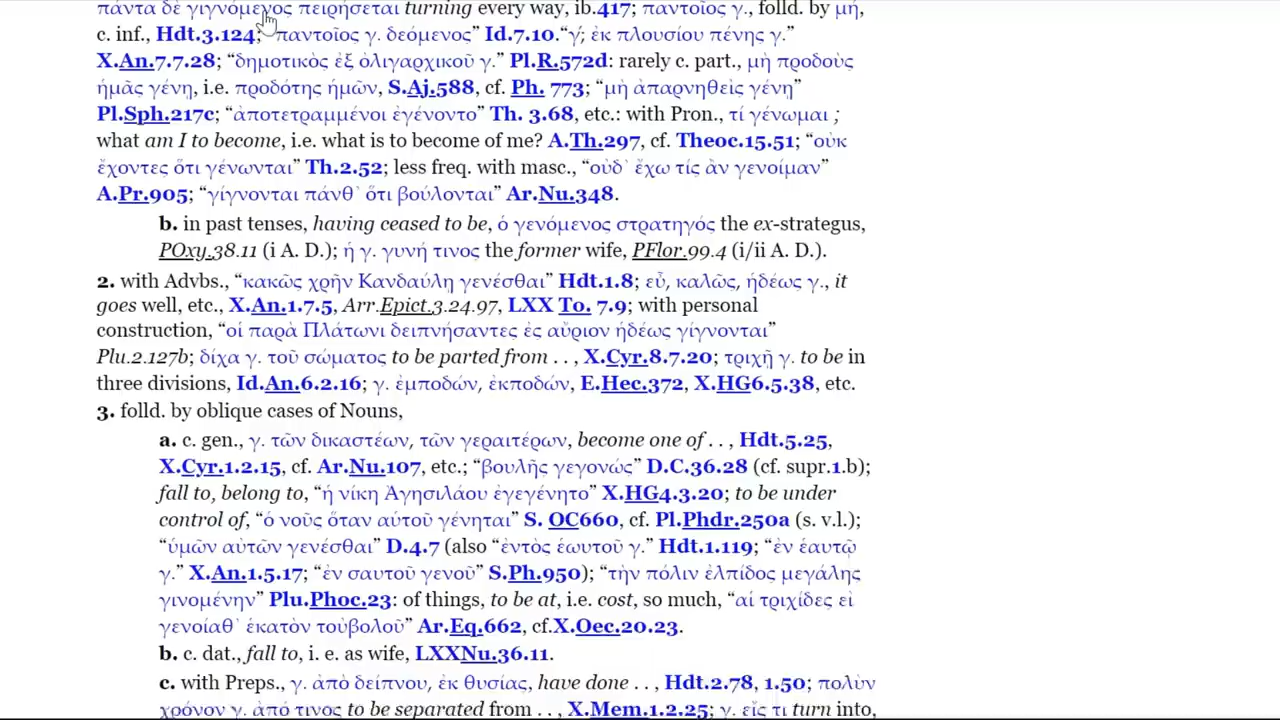 πάντα δὲ γιγνόμενος πειρήσεται turning every way, ib.417; παντοῖος γ., folld. by μή,
c. inf., Hdt.3.124; “παντοῖος γ. δεόμενος” Id.7.10.“γ́; ἐκ πλουσίου πένης γ.”
X.An.7.7.28; “δημοτικὸς ἐξ ὀλιγαρχικοῦ γ.” Pl.R.572d: rarely c. part., μὴ προδοὺς
ἡμᾶς γένῃ, i.e. προδότης ἡμῶν, S.Aj.588, cf. Ph. 773; “μὴ ἀπαρνηθεὶς γένῃ”
Pl.Sph.217c; “ἀποτετραμμένοι ἐγένοντο” Th. 3.68, etc.: with Pron., τί γένωμαι ;
what am I to become, i.e. what is to become of me? A.Th.297, cf. Theoc.15.51; “οὐκ
ἔχοντες ὅτι γένωνται” Th.2.52; less freq. with masc., “οὐδ᾽ ἔχω τίς ἂν γενοίμαν”
A.Pr.905; “γίγνονται πάνθ᾽ ὅτι βούλονται” Ar.Nu.348.
b. in past tenses, having ceased to be, ὁ γενόμενος στρατηγός the ex-strategus,
POxy.38.11 (i A. D.); ἡ γ. γυνή τινος the former wife, PFlor.99.4 (i/ii A. D.).
2. with Advbs., “κακῶς χρῆν Κανδαύλῃ γενέσθαι” Hdt.1.8; εὖ, καλῶς, ἡδέως γ., it
goes well, etc., X.An.1.7.5, Arr.Epict.3.24.97, LXX To. 7.9; with personal
construction, “οἱ παρὰ Πλάτωνι δειπνήσαντες ἐς αὔριον ἡδέως γίγνονται”
Plu.2.127b; δίχα γ. τοῦ σώματος to be parted from . . , X.Cyr.8.7.20; τριχῇ γ. to be in
three divisions, Id.An.6.2.16; γ. ἐμποδών, ἐκποδών, E.Hec.372, X.HG6.5.38, etc.
3. folld. by oblique cases of Nouns,
a. c. gen., γ. τῶν δικαστέων, τῶν γεραιτέρων, become one of . . , Hdt.5.25,
X.Cyr.1.2.15, cf. Ar.Nu.107, etc.; “βουλῆς γεγονώς” D.C.36.28 (cf. supr.1.b);
fall to, belong to, “ἡ νίκη Ἀγησιλάου ἐγεγένητο” X.HG4.3.20; to be under
control of, “ὁ νοῦς ὅταν αὑτοῦ γένηται” S. OC660, cf. Pl.Phdr.250a (s. v.l.);
“ὑμῶν αὐτῶν γενέσθαι” D.4.7 (also “ἐντὸς ἑωυτοῦ γ.” Hdt.1.119; “ἐν ἑαυτῷ
γ.” X.An.1.5.17; “ἐν σαυτοῦ γενοῦ” S.Ph.950); “τὴν πόλιν ἐλπίδος μεγάλης
γινομένην” Plu.Phoc.23: of things, to be at, i.e. cost, so much, “αἱ τριχίδες εἰ
γενοίαθ᾽ ἑκατὸν τοὐβολοῦ” Ar.Eq.662, cf.X.Oec.20.23.
b. c. dat., fall to, i. e. as wife, LXXNu.36.11.
c. with Preps., γ. ἀπὸ δείπνου, ἐκ θυσίας, have done . . , Hdt.2.78, 1.50; πολὺν
χρόνον γ. ἀπό τινος to be separated from . . , X.Mem.1.2.25; γ. εἴς τι turn into,